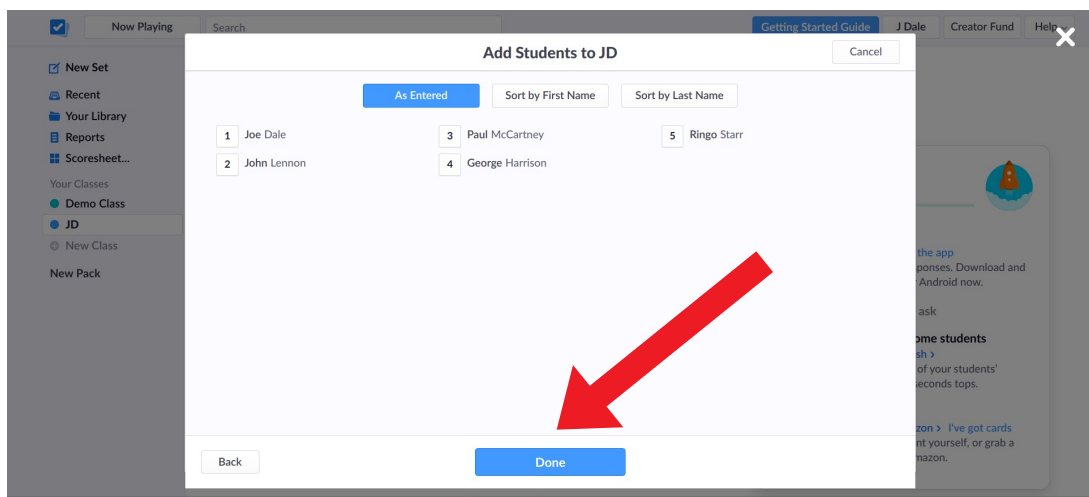 Now Playing
Search
Getting Started Guide
J Dale
Creator Fund
Help
Add Students to JD
Cancel
New Set
Recent
Your Library
Reports
Scoresheet...
Your Classes
Demo Class
JD
New Class
New Pack
As Entered
Sort by First Name
Sort by Last Name
1 Joe Dale
2 John Lennon
3 Paul McCartney
4 George Harrison
5 Ringo Starr
the app
ponses. Download and
Android now.
ask
ome students
sh >
of your students'
seconds tops.
zon > I've got cards
nt yourself, or grab a
mazon.
Back
Done